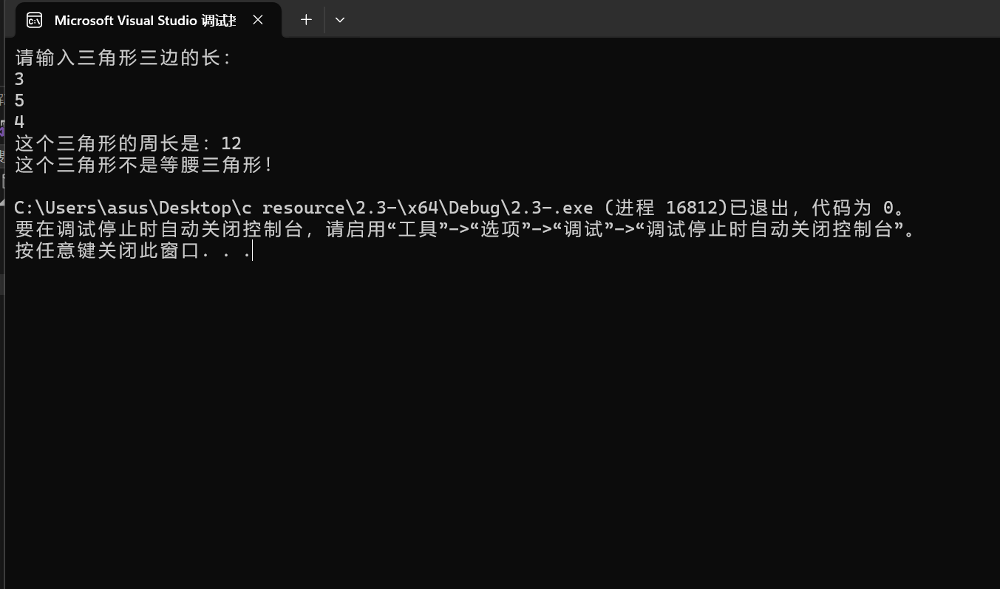 Microsoft Visual Studio 调试
请输入三角形三边的长：
3
5
4
这个三角形的周长是：12
这个三角形不是等腰三角形！
C:\Users\asus\Desktop\c resource\2.3-\x64\Debug\2.3-.exe (进程 16812)已退出，代码为 0。
要在调试停止时自动关闭控制台，请启用“工具”->“选项”->“调试”->“调试停止时自动关闭控制台”。
按任意键关闭此窗口. . .